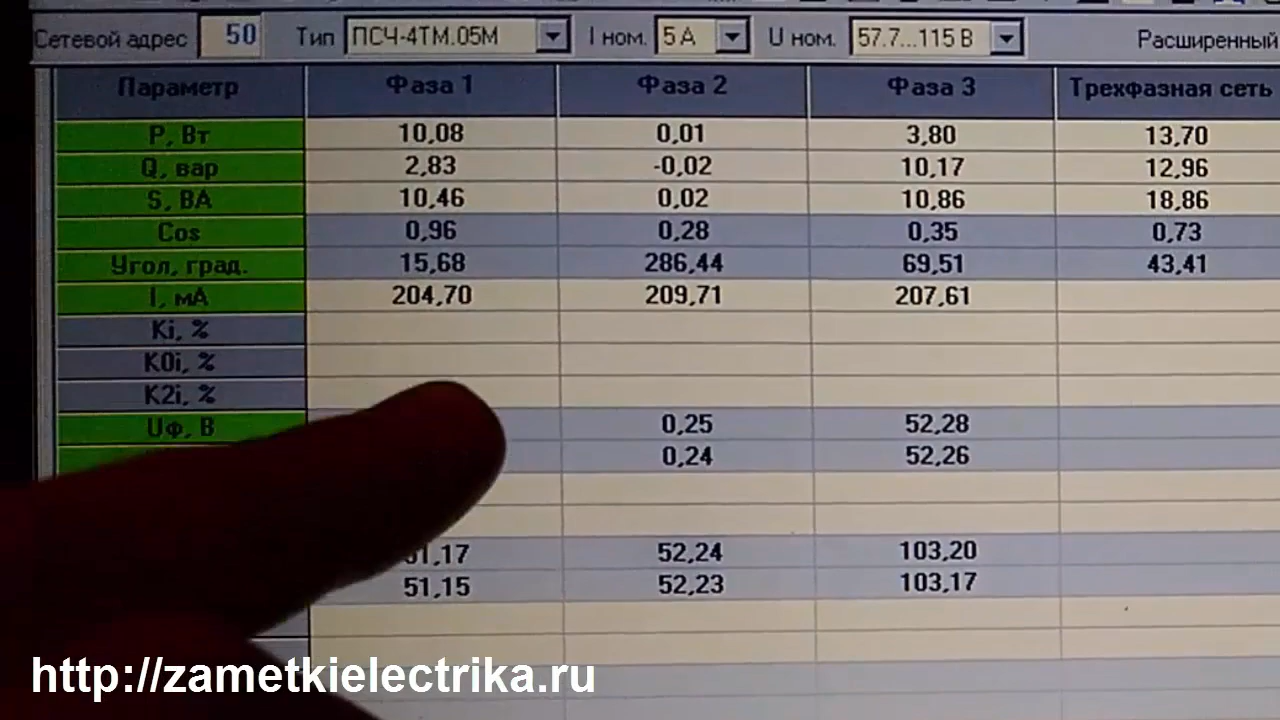 Сетевой адрес 50 Тип ПСЧ-4ТМ.05М I ном. 5 А U ном. 57.7...115 В Расширенный
Параметр Фаза 1 Фаза 2 Фаза 3 Трехфазная сеть
P, Вт 10,08 0,01 3,80 13,70
Q, вар 2,83 -0,02 10,17 12,96
S, ВА 10,46 0,02 10,86 18,86
Cos 0,96 0,28 0,35 0,73
Угол, град. 15,68 286,44 69,51 43,41
I, мА 204,70 209,71 207,61
Ki, %
K0i, %
K2i, %
Uф, В 0,25 52,28
0,24 52,26
51,17 52,24 103,20
51,15 52,23 103,17
http://zametkielectrika.ru